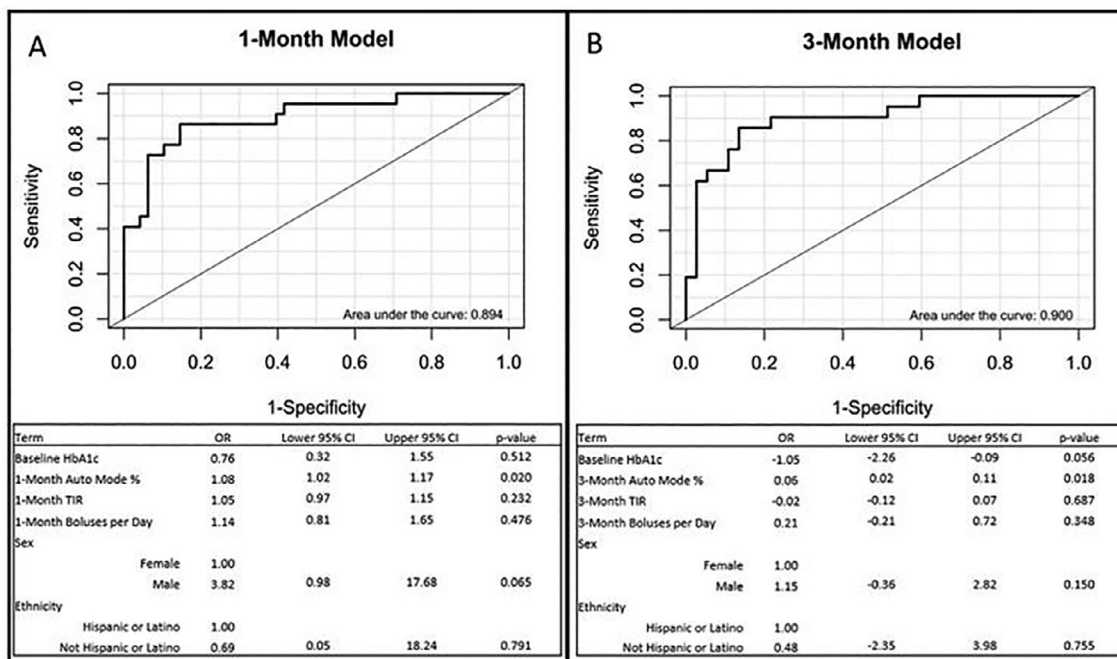 A
1-Month Model
1.0
0.8
0.6
0.4
0.2
0.0
Sensitivity
Area under the curve: 0.894
0.0 0.2 0.4 0.6 0.8 1.0
1-Specificity
Term OR Lower 95% CI Upper 95% CI p-value
Baseline HbA1c 0.76 0.32 1.55 0.512
1-Month Auto Mode % 1.08 1.02 1.17 0.020
1-Month TIR 1.05 0.97 1.15 0.232
1-Month Boluses per Day 1.14 0.81 1.65 0.476
Sex
Female 1.00
Male 3.82 0.98 17.68 0.065
Ethnicity
Hispanic or Latino 1.00
Not Hispanic or Latino 0.69 0.05 18.24 0.791
B
3-Month Model
1.0
0.8
0.6
0.4
0.2
0.0
Sensitivity
Area under the curve: 0.900
0.0 0.2 0.4 0.6 0.8 1.0
1-Specificity
Term OR Lower 95% CI Upper 95% CI p-value
Baseline HbA1c -1.05 -2.26 -0.09 0.056
3-Month Auto Mode % 0.06 0.02 0.11 0.018
3-Month TIR -0.02 -0.12 0.07 0.687
3-Month Boluses per Day 0.21 -0.21 0.72 0.348
Sex
Female 1.00
Male 1.15 -0.36 2.82 0.150
Ethnicity
Hispanic or Latino 1.00
Not Hispanic or Latino 0.48 -2.35 3.98 0.755